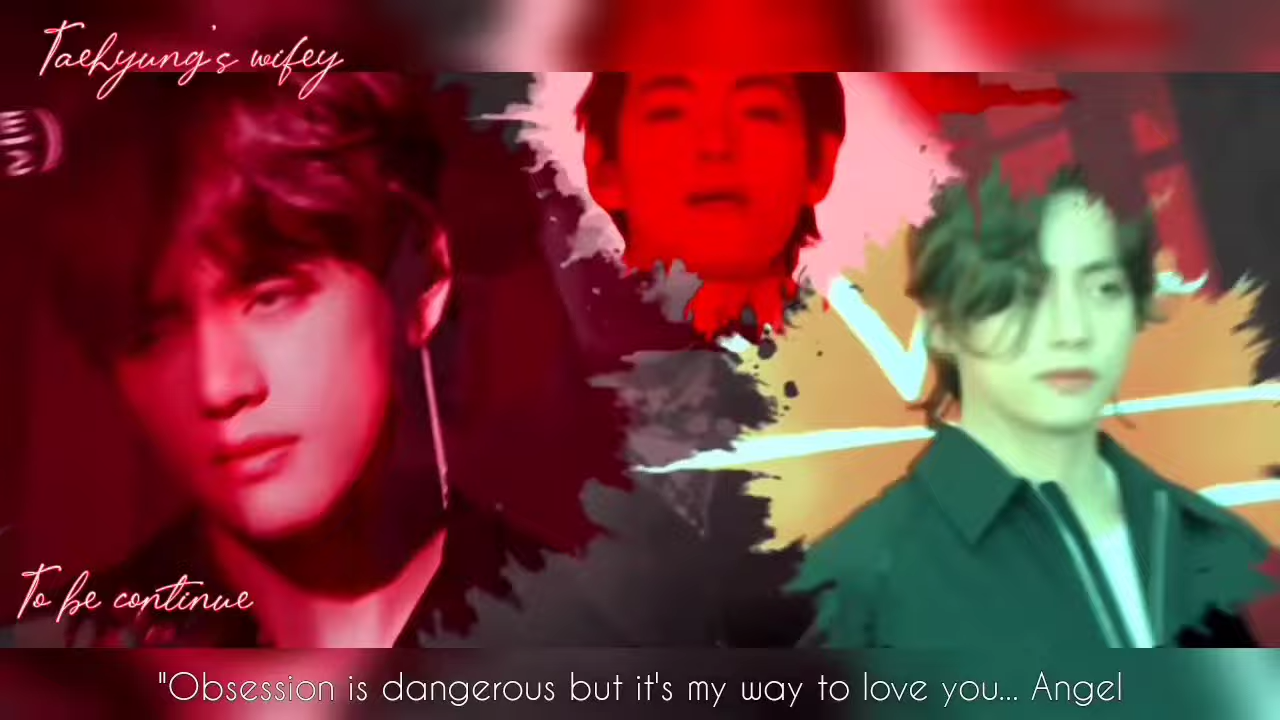 Taehyung's wifey
To be continue
"Obsession is dangerous but it's my way to love you... Angel